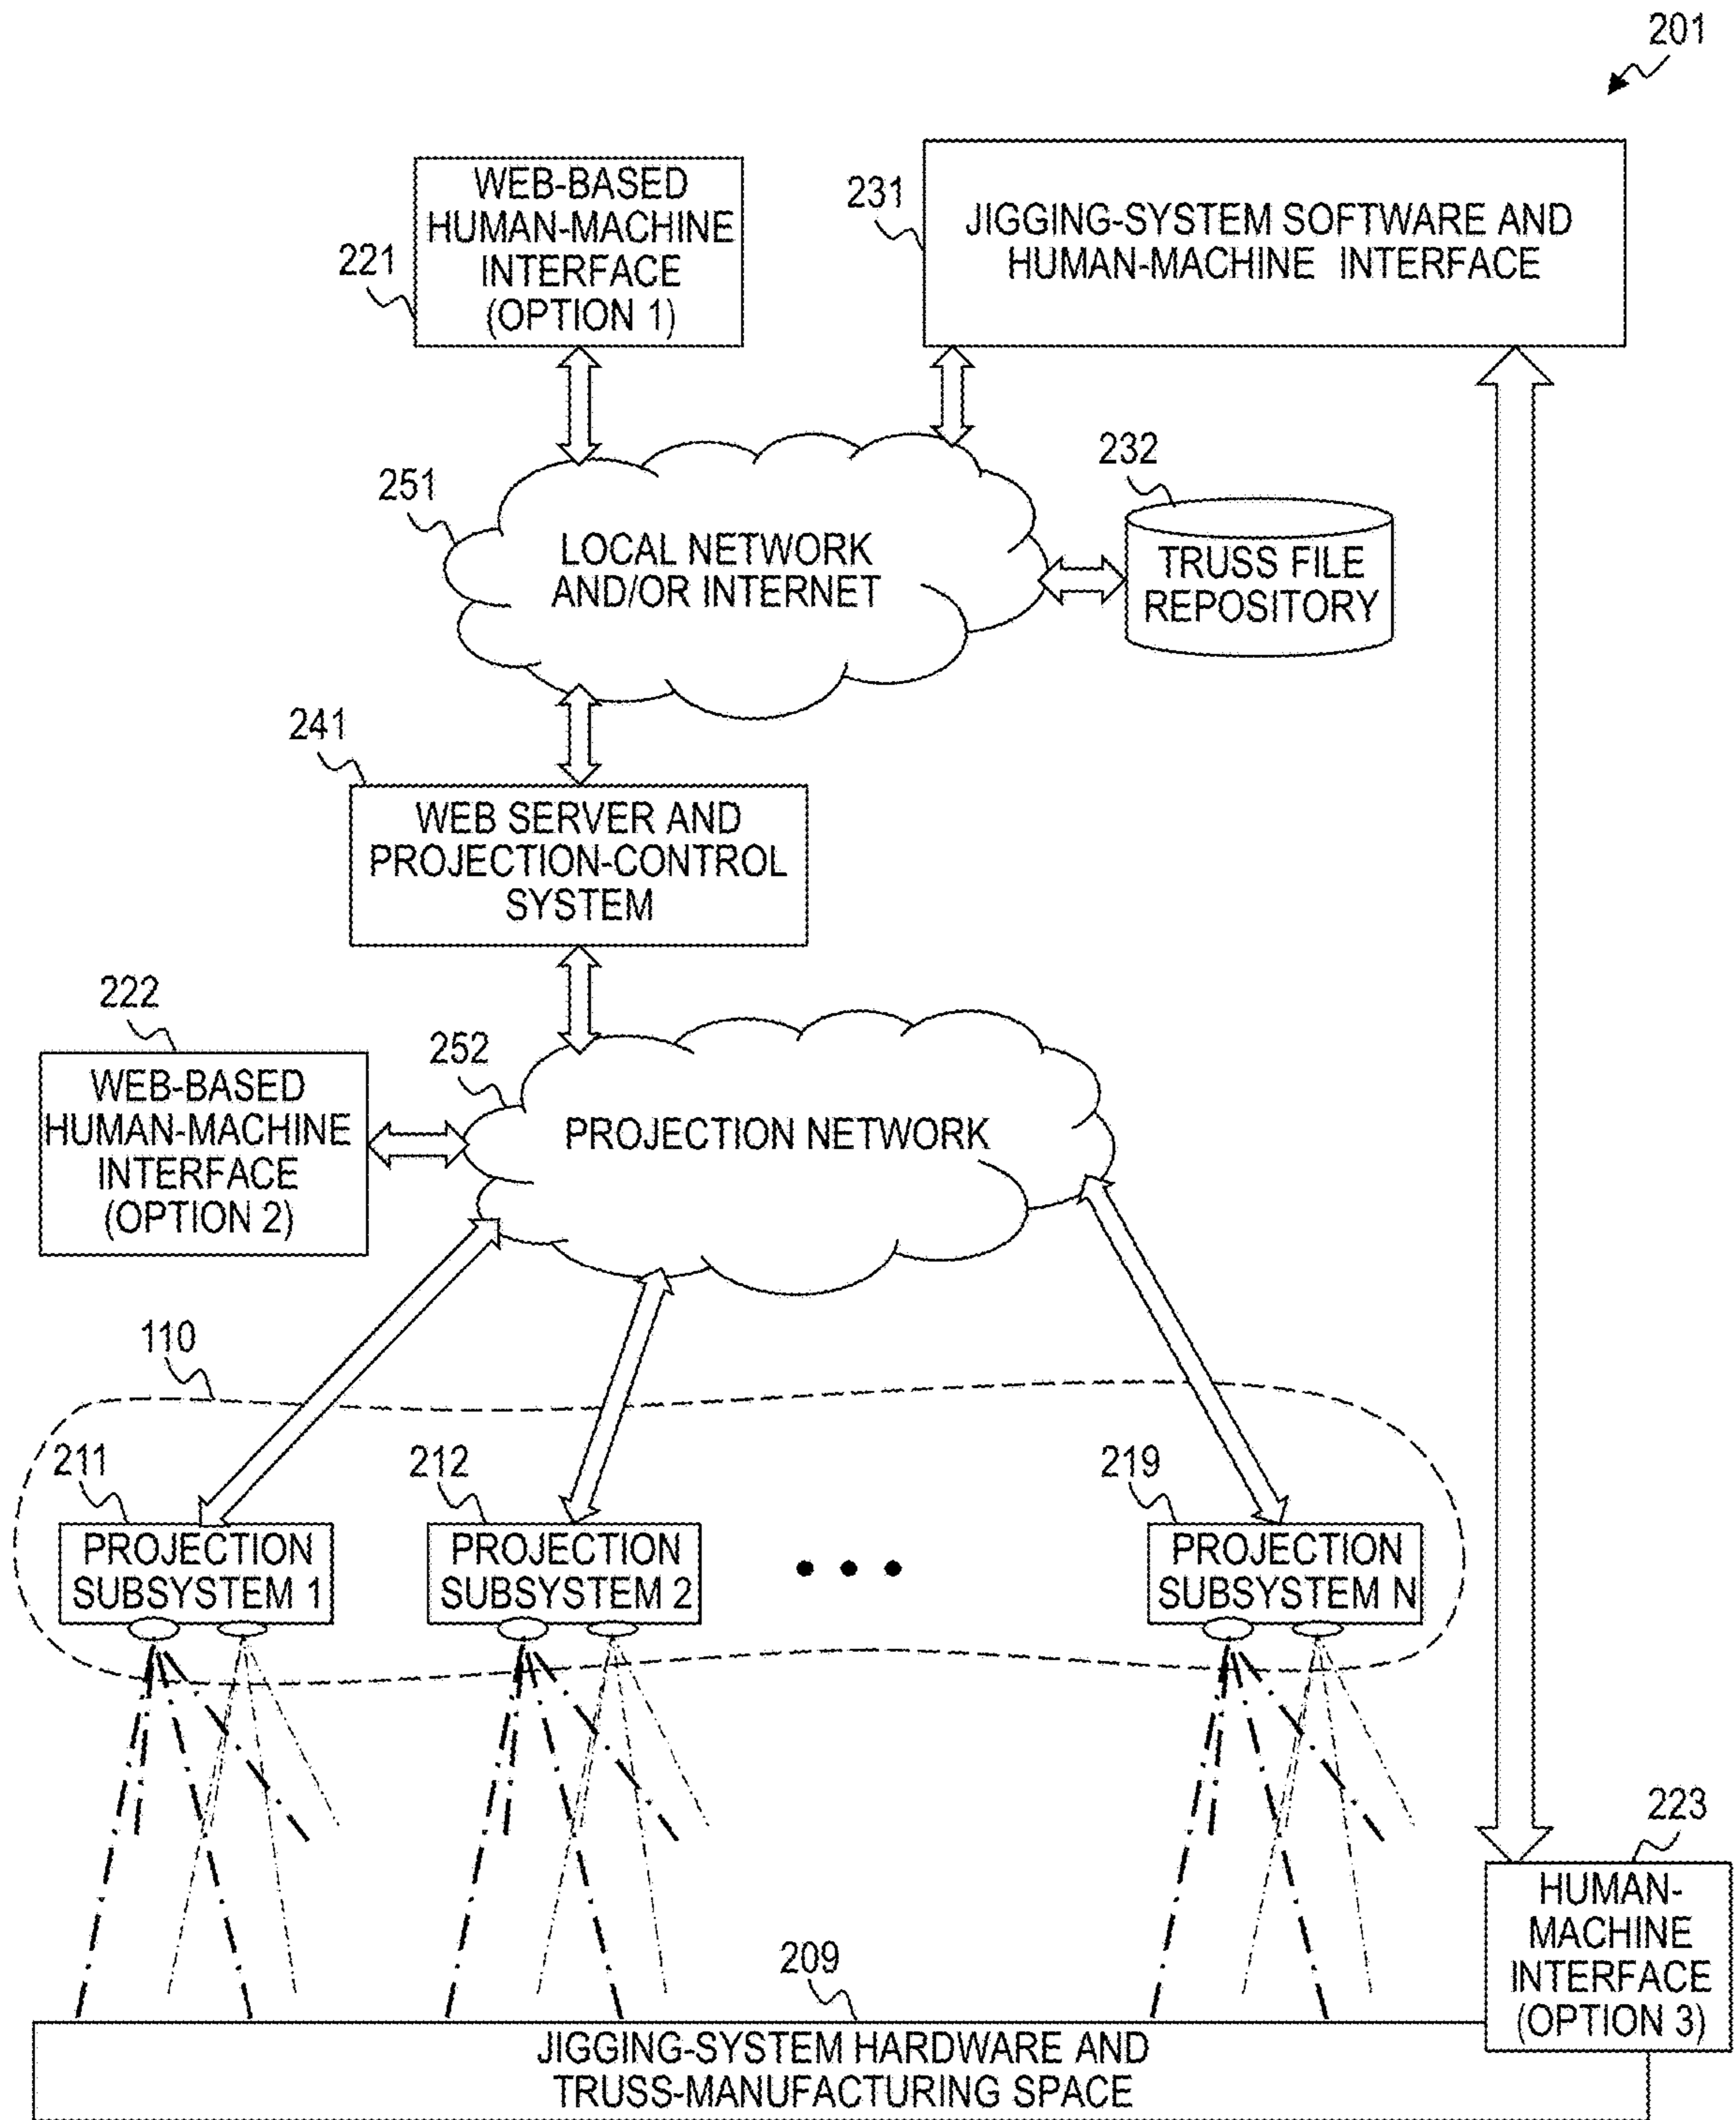 201
WEB-BASED
HUMAN-MACHINE
INTERFACE
(OPTION 1)
221
231
JIGGING-SYSTEM SOFTWARE AND
HUMAN-MACHINE INTERFACE
251
LOCAL NETWORK
AND/OR INTERNET
232
TRUSS FILE
REPOSITORY
241
WEB SERVER AND
PROJECTION-CONTROL
SYSTEM
222
WEB-BASED
HUMAN-MACHINE
INTERFACE
(OPTION 2)
252
PROJECTION NETWORK
110
211
PROJECTION
SUBSYSTEM 1
212
PROJECTION
SUBSYSTEM 2
219
PROJECTION
SUBSYSTEM N
223
HUMAN-
MACHINE
INTERFACE
(OPTION 3)
209
JIGGING-SYSTEM HARDWARE AND
TRUSS-MANUFACTURING SPACE